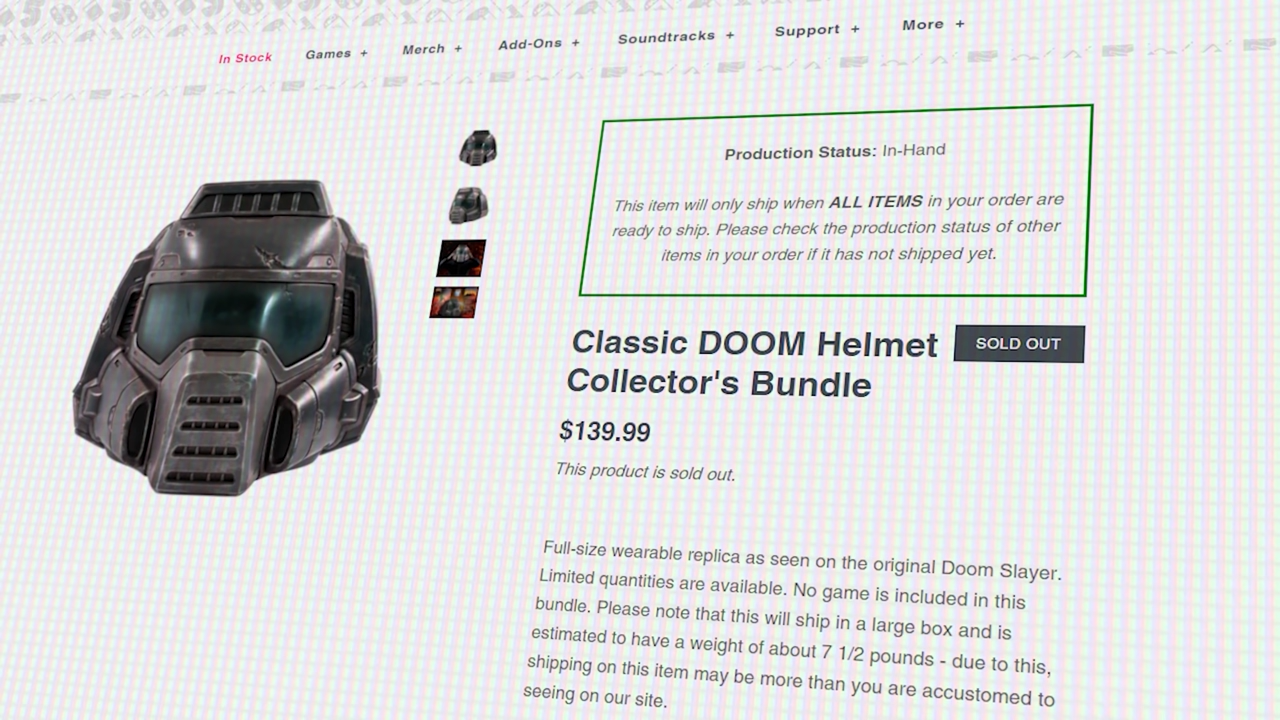 In Stock Games + Merch + Add-Ons + Soundtracks + Support + More +
Production Status: In-Hand
This item will only ship when ALL ITEMS in your order are
ready to ship. Please check the production status of other
items in your order if it has not shipped yet.
Classic DOOM Helmet
Collector's Bundle
SOLD OUT
$139.99
This product is sold out.
Full-size wearable replica as seen on the original Doom Slayer.
Limited quantities are available. No game is included in this
bundle. Please note that this will ship in a large box and is
estimated to have a weight of about 7 1/2 pounds - due to this,
shipping on this item may be more than you are accustomed to
seeing on our site.